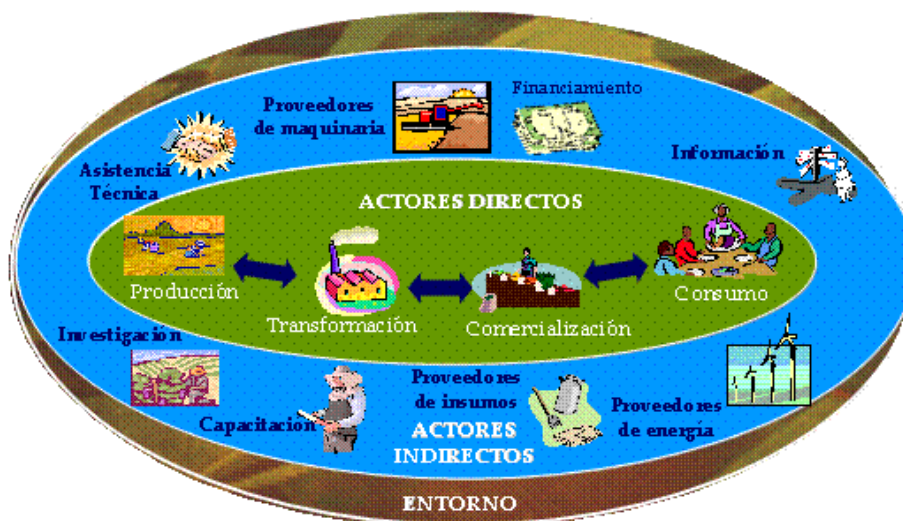 Proveedores
de maquinaria
Financiamiento
Información
Asistencia
Técnica
ACTORES DIRECTOS
Producción
Transformación
Comercialización
Consumo
Investigación
Capacitación
Proveedores
de insumos
Proveedores
de energía
ACTORES
INDIRECTOS
ENTORNO